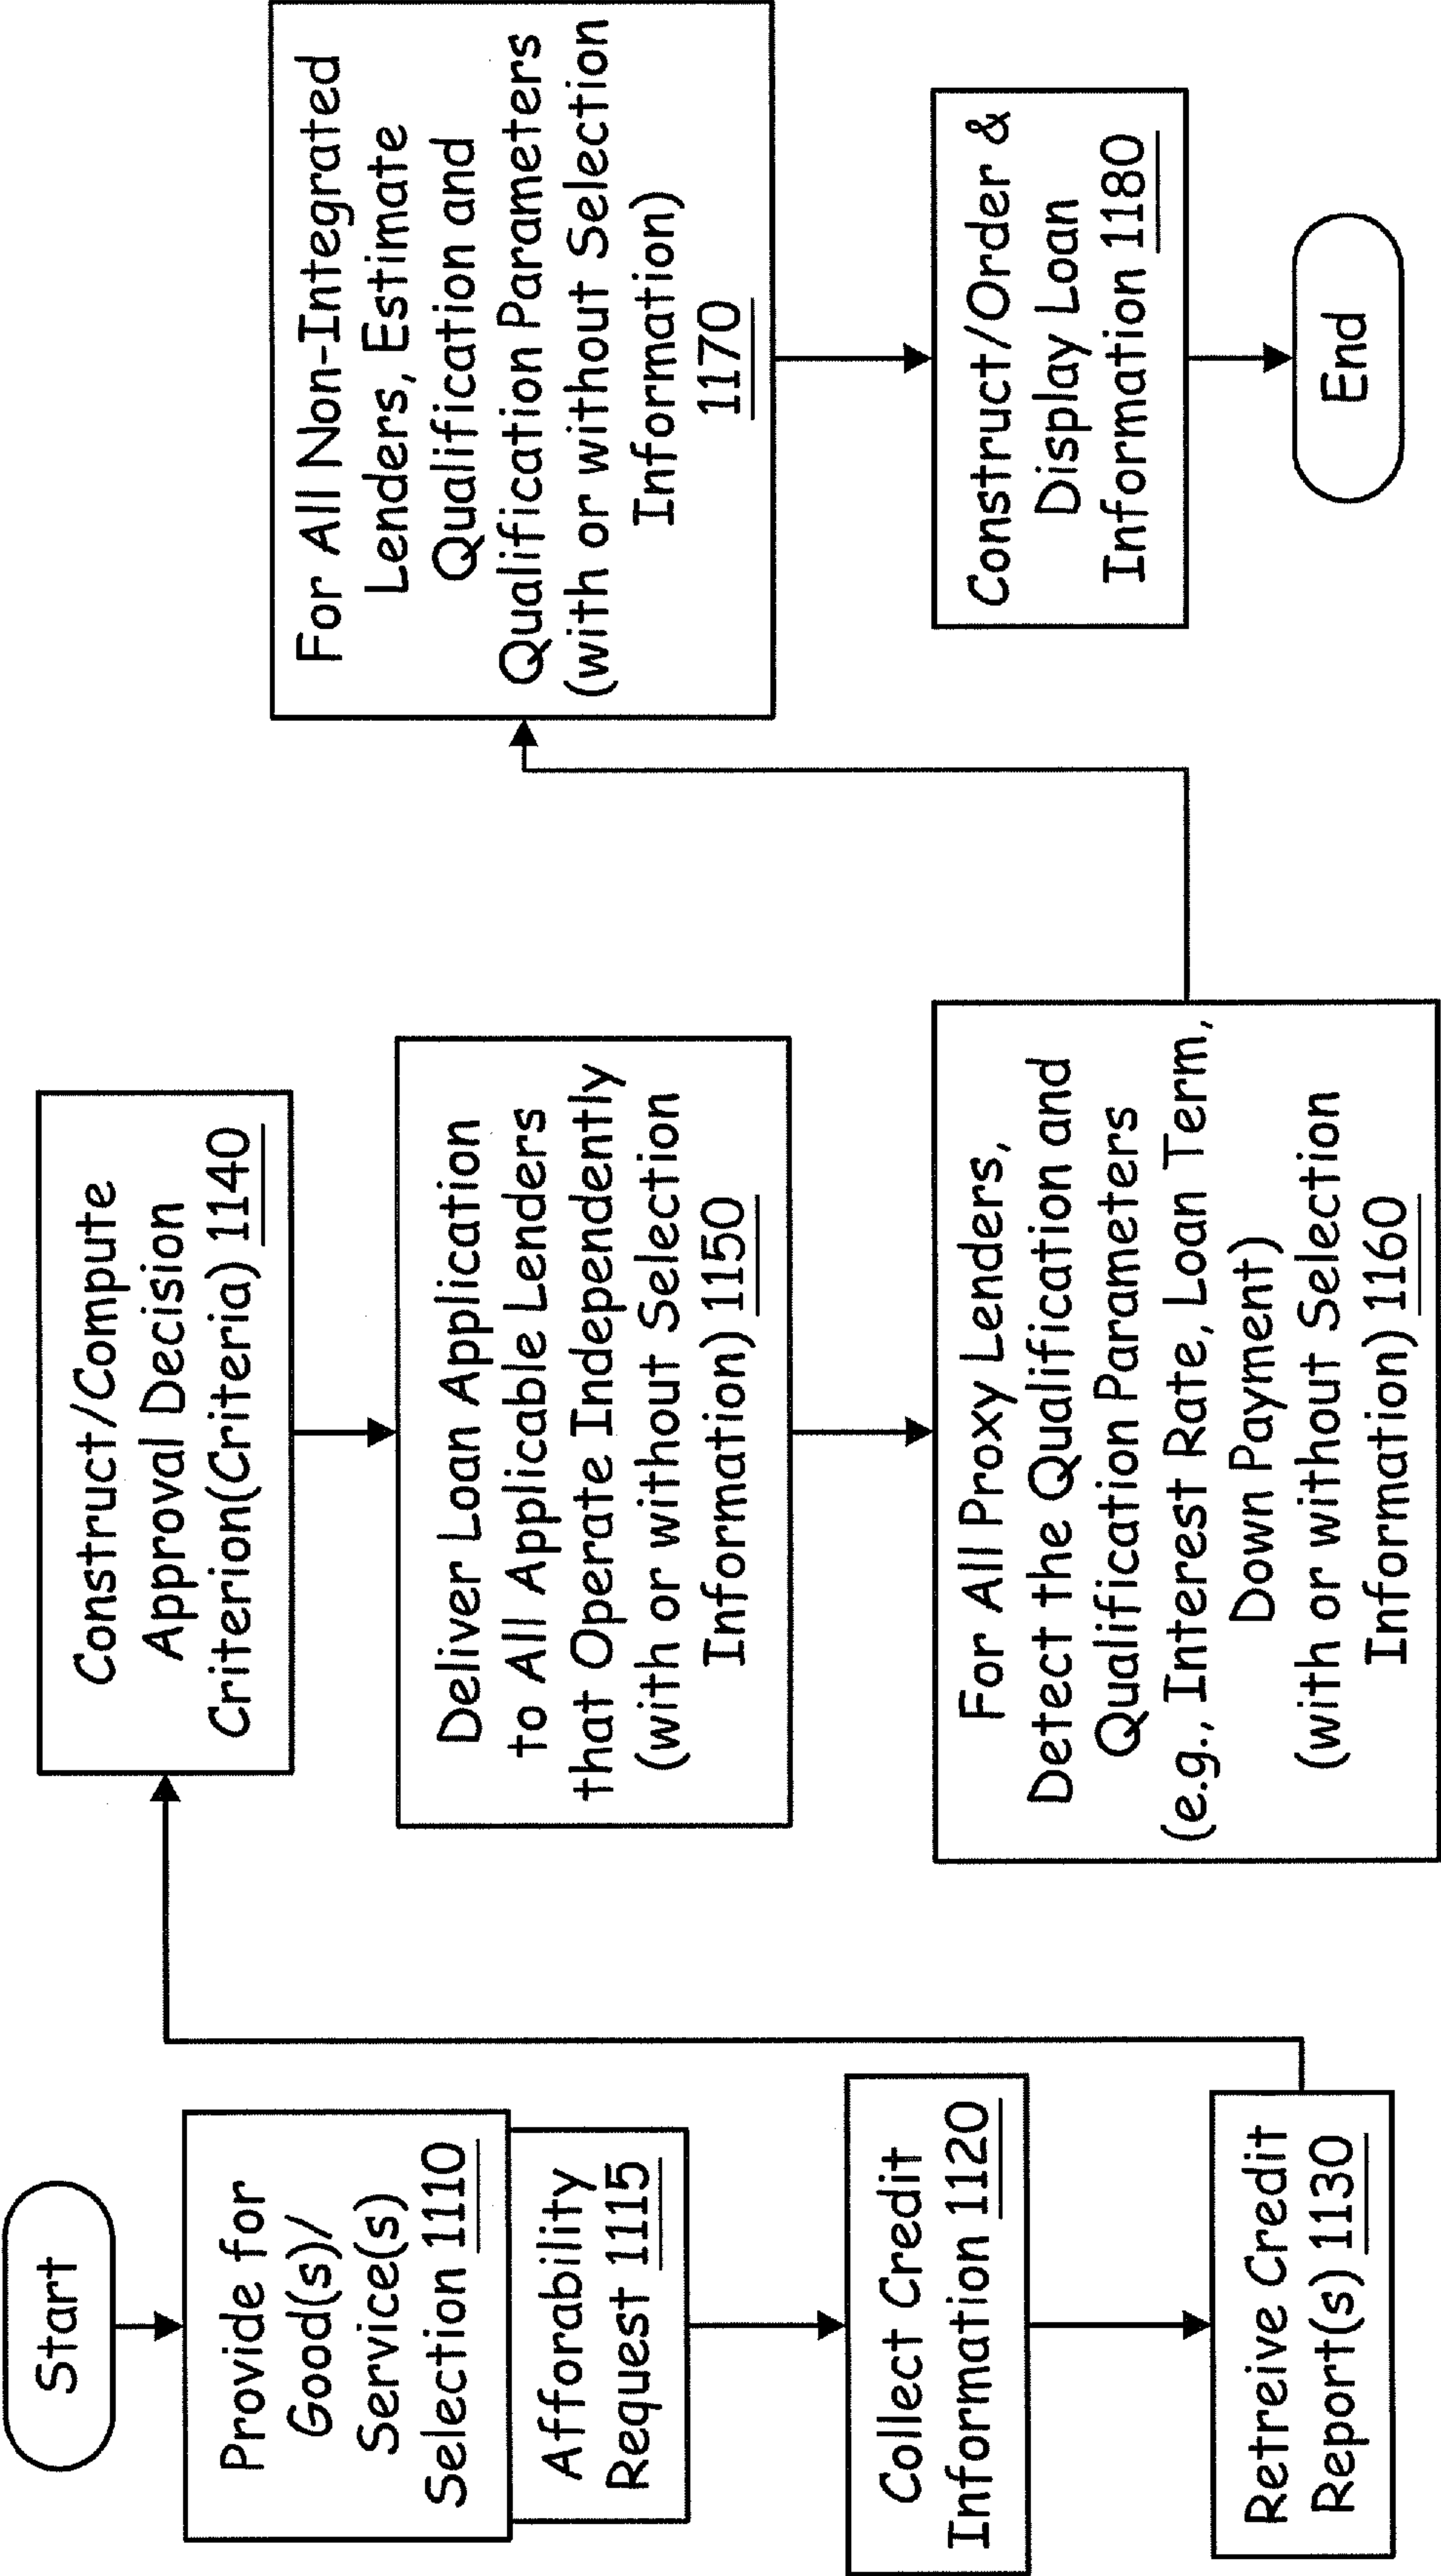 Start
Provide for
Good(s)/
Service(s)
Selection 1110
Afforability
Request 1115
Collect Credit
Information 1120
Retreive Credit
Report(s) 1130
Construct/Compute
Approval Decision
Criterion(Criteria) 1140
Deliver Loan Application
to All Applicable Lenders
that Operate Independently
(with or without Selection
Information) 1150
For All Proxy Lenders,
Detect the Qualification and
Qualification Parameters
(e.g., Interest Rate, Loan Term,
Down Payment)
(with or without Selection
Information) 1160
For All Non-Integrated
Lenders, Estimate
Qualification and
Qualification Parameters
(with or without Selection
Information)
1170
Construct/Order &
Display Loan
Information 1180
End